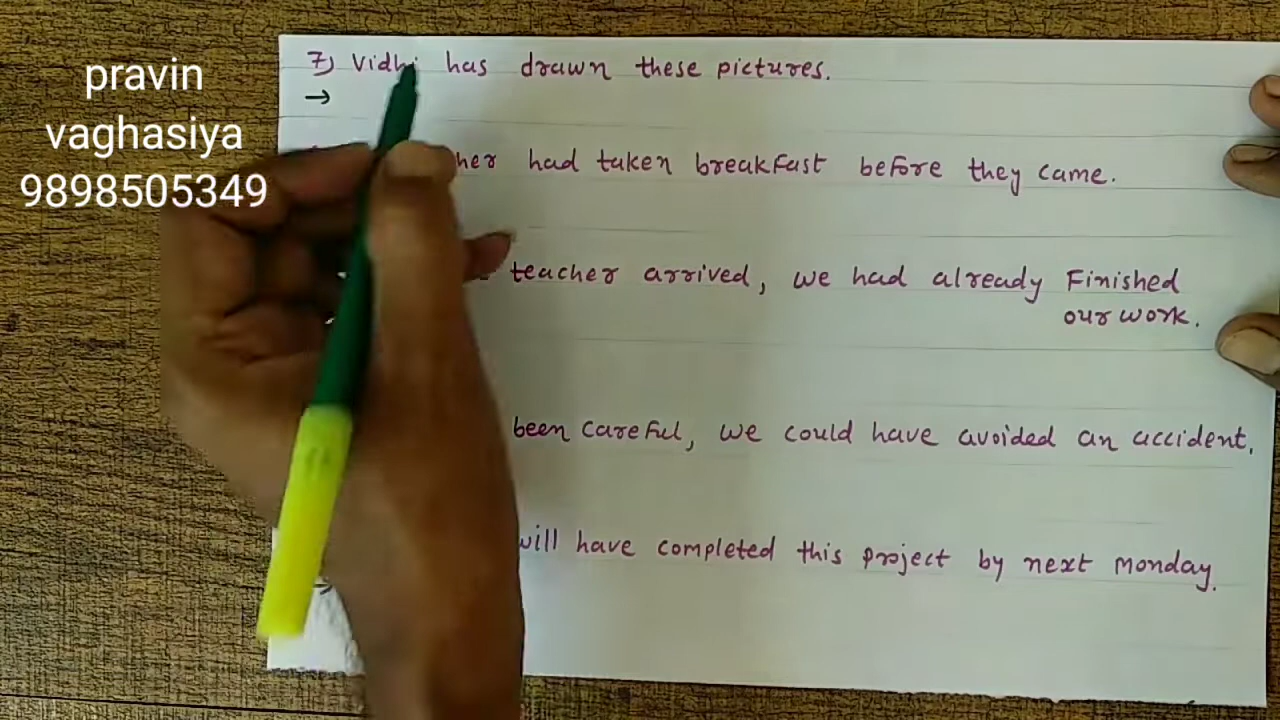 pravin
vaghasiya
9898505349
7) Vidhi has drawn these pictures.
→
had taken breakfast before they came.
teacher arrived, we had already Finished
our work.
been careful, we could have avoided an accident.
will have completed this project by next Monday.